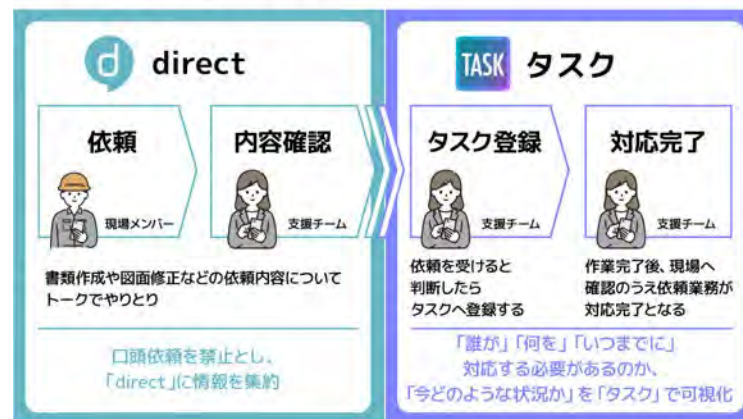 direct
依頼
現場メンバー
内容確認
支援チーム
書類作成や図面修正などの依頼内容について
トークでやりとり
口頭依頼を禁止とし、
「direct」に情報を集約
TASK タスク
タスク登録
支援チーム
対応完了
支援チーム
依頼を受けると
判断したら
タスクへ登録する
作業完了後、現場へ
確認のうえ依頼業務が
対応完了となる
「誰が」「何を」「いつまでに」
対応する必要があるのか、
「今どのような状況か」を「タスク」で可視化